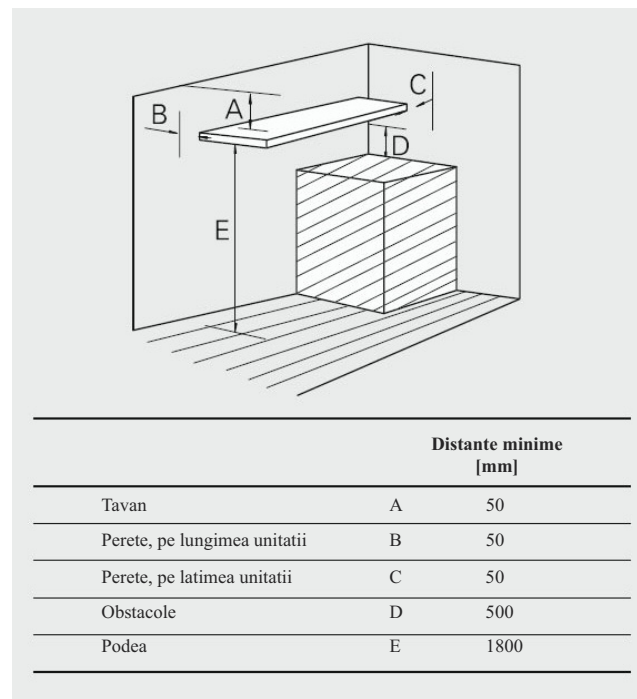 C
A
B
D
E
Distante minime
[mm]
Tavan A 50
Perete, pe lungimea unitatii B 50
Perete, pe latimea unitatii C 50
Obstacole D 500
Podea E 1800